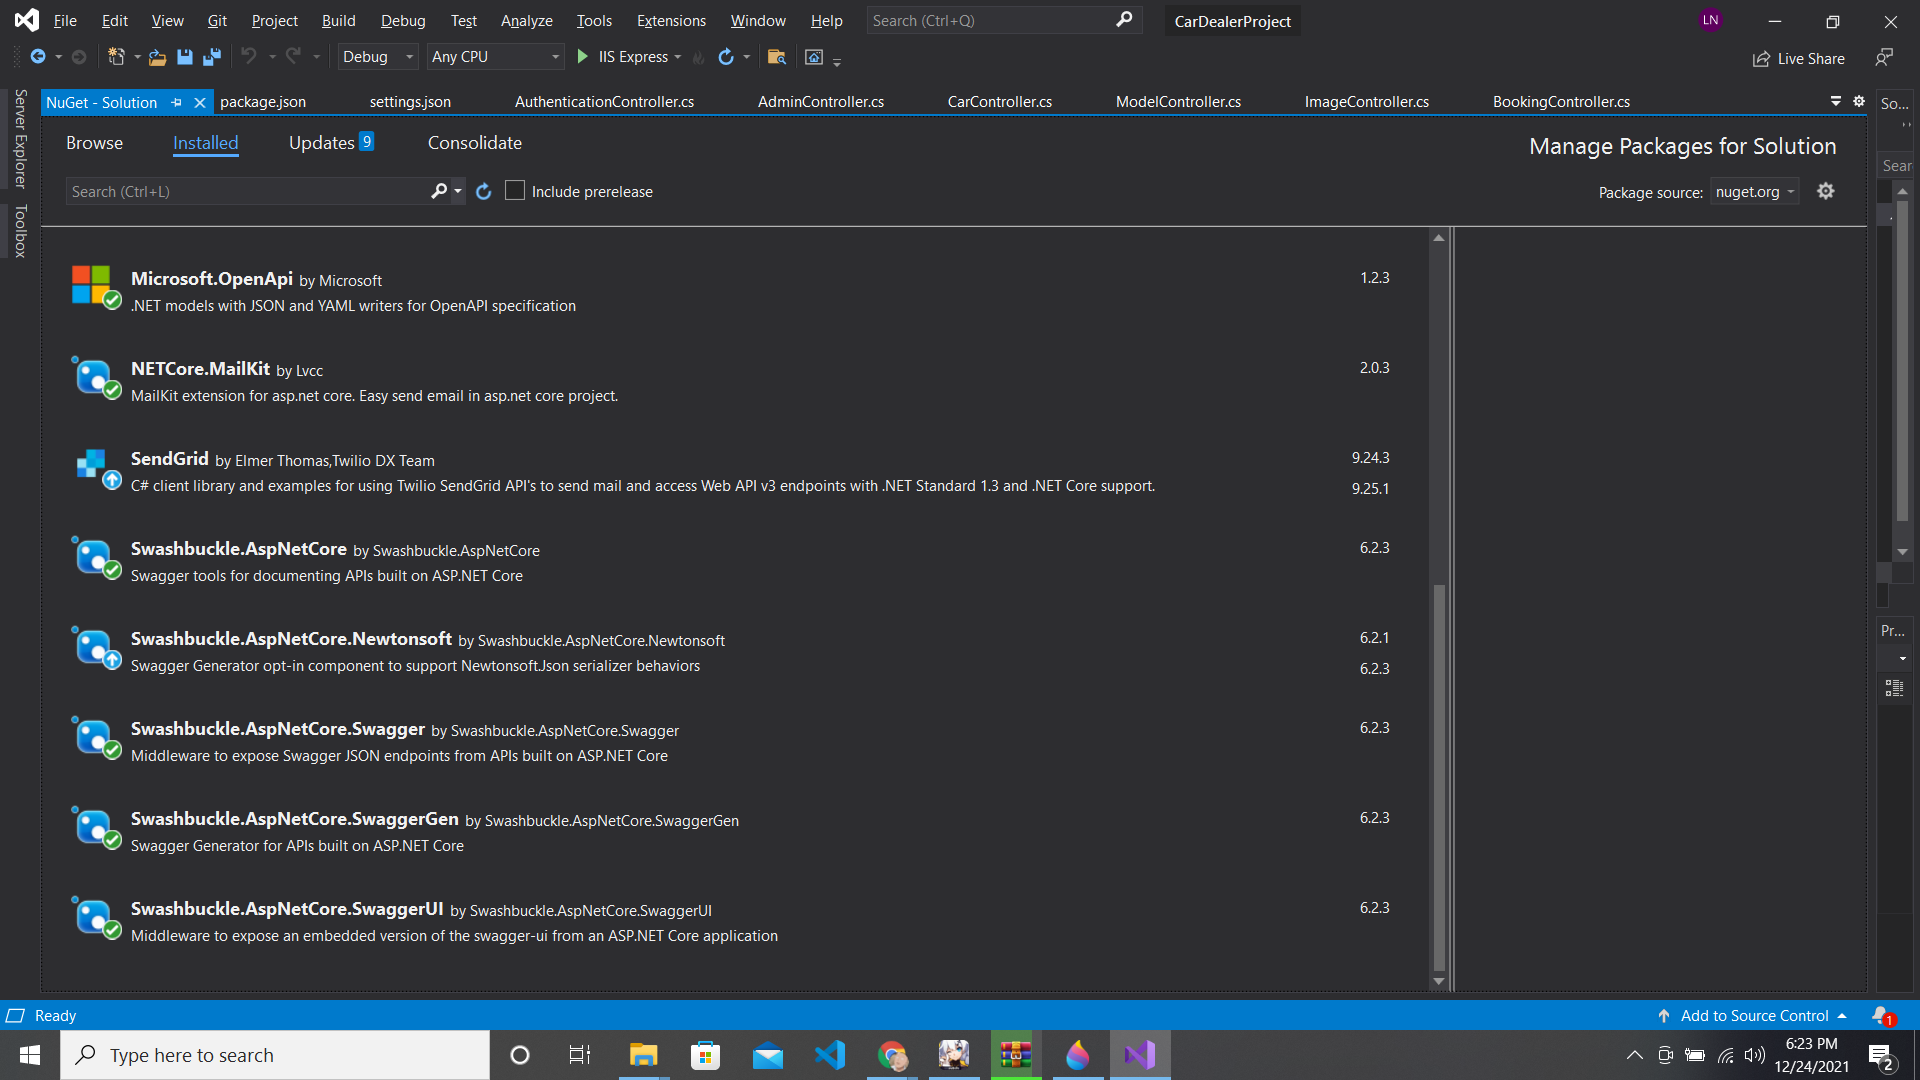 File Edit View Git Project Build Debug Test Analyze Tools Extensions Window Help Search (Ctrl+Q) CarDealerProject LN
Debug Any CPU IIS Express Live Share
NuGet - Solution package.json settings.json AuthenticationController.cs AdminController.cs CarController.cs ModelController.cs ImageController.cs BookingController.cs So...
Server Explorer
Toolbox
Browse Installed Updates 9 Consolidate Manage Packages for Solution
Search (Ctrl+L) Include prerelease Package source: nuget.org
Sear
Microsoft.OpenApi by Microsoft 1.2.3
.NET models with JSON and YAML writers for OpenAPI specification
NETCore.MailKit by Lvcc 2.0.3
MailKit extension for asp.net core. Easy send email in asp.net core project.
SendGrid by Elmer Thomas,Twilio DX Team 9.24.3
C# client library and examples for using Twilio SendGrid API's to send mail and access Web API v3 endpoints with .NET Standard 1.3 and .NET Core support. 9.25.1
Swashbuckle.AspNetCore by Swashbuckle.AspNetCore 6.2.3
Swagger tools for documenting APIs built on ASP.NET Core
Swashbuckle.AspNetCore.Newtonsoft by Swashbuckle.AspNetCore.Newtonsoft 6.2.1
Swagger Generator opt-in component to support NewtonsoftJson serializer behaviors 6.2.3
Pr...
Swashbuckle.AspNetCore.Swagger by Swashbuckle.AspNetCore.Swagger 6.2.3
Middleware to expose Swagger JSON endpoints from APIs built on ASP.NET Core
Swashbuckle.AspNetCore.SwaggerGen by Swashbuckle.AspNetCore.SwaggerGen 6.2.3
Swagger Generator for APIs built on ASP.NET Core
Swashbuckle.AspNetCore.SwaggerUI by Swashbuckle.AspNetCore.SwaggerUI 6.2.3
Middleware to expose an embedded version of the swagger-ui from an ASP.NET Core application
Ready Add to Source Control 1
Type here to search 6:23 PM
12/24/2021 2